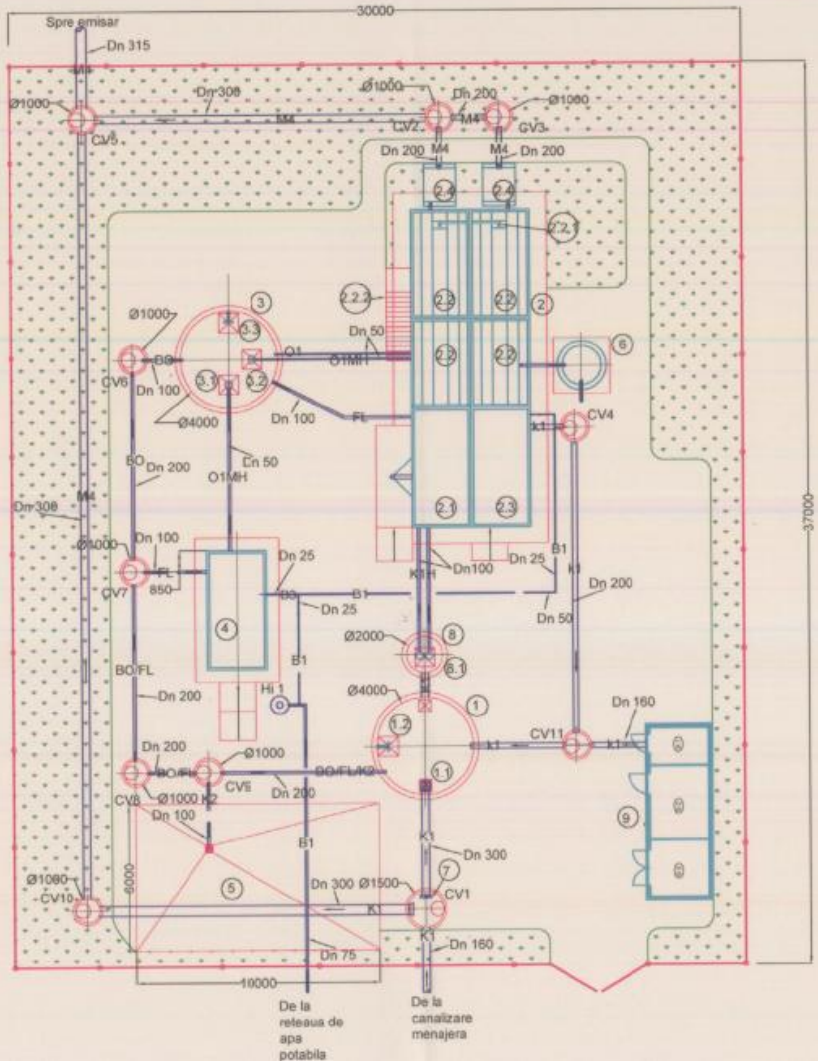 30000
Spre emisar
Dn 315
M4
Ø1000
Dn 300
M4
CV5
Ø1000
Dn 200
Ø1000
CV2
M4
CV3
M4
M4
Dn 200
Dn 200
2.4
2.4
2.2.1
2.2
2.2
2
2.2.2
3
Ø1000
3.3
O1
Dn 50
O1MH
2.2
2.2
6
BO
3.1
3.2
CV6
Dn 100
Ø4000
Dn 100
FL
k1
CV4
BO
Dn 200
Dn 50
O1MH
M4
Dn 300
2.1
2.3
37000
Ø1000
Dn 100
FL
850
CV7
Dn 25
K1H
Dn100
Dn 25
B1
k1
Dn 200
B1
Dn 25
Dn 50
4
Ø2000
8
8.1
BO/FL
B1
Hi 1
Dn 200
Ø4000
1
Dn 160
1.2
k1
k1
CV11
Dn 200
Ø1000
BO/FL
BO/FL/K2
1.1
CV8
Ø1000
K2
Dn 200
Dn 100
9
B1
K1
Dn 300
6000
5
Dn 300
Ø1500
7
Ø1000
CV10
K1
CV1
K1
Dn 160
Dn 75
10000
De la
reteaua de
apa
potabila
De la
canalizare
menajera